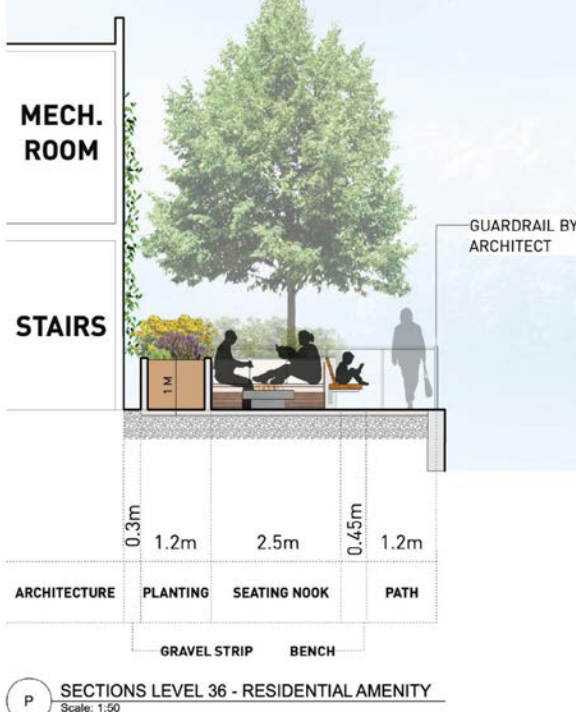 MECH.
ROOM
GUARDRAIL BY
ARCHITECT
STAIRS
1 M
0.3m
1.2m
2.5m
0.45m
1.2m
ARCHITECTURE
PLANTING
SEATING NOOK
PATH
GRAVEL STRIP
BENCH
P
SECTIONS LEVEL 36 - RESIDENTIAL AMENITY
Scale: 1:50